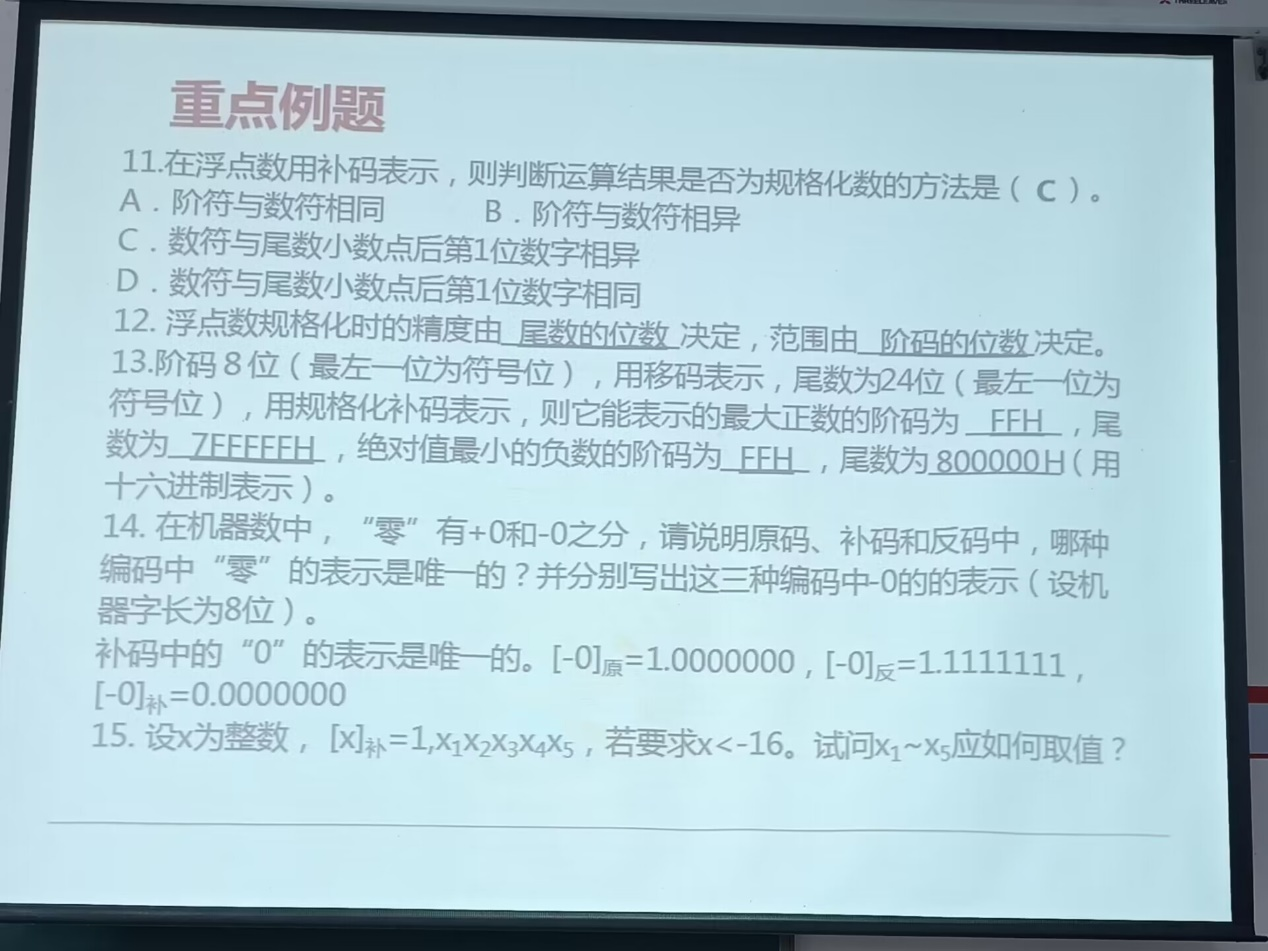 重点例题
11.在浮点数用补码表示，则判断运算结果是否为规格化数的方法是（ C ）。
A．阶符与数符相同 B．阶符与数符相异
C．数符与尾数小数点后第1位数字相异
D．数符与尾数小数点后第1位数字相同
12. 浮点数规格化时的精度由 尾数的位数 决定，范围由 阶码的位数 决定。
13.阶码8位（最左一位为符号位），用移码表示，尾数为24位（最左一位为
符号位），用规格化补码表示，则它能表示的最大正数的阶码为 FFH ，尾
数为 7FFFFFH ，绝对值最小的负数的阶码为 FFH ，尾数为 800000H（用
十六进制表示）。
14. 在机器数中，“零”有+0和-0之分，请说明原码、补码和反码中，哪种
编码中“零”的表示是唯一的？并分别写出这三种编码中-0的的表示（设机
器字长为8位）。
补码中的“0”的表示是唯一的。[-0]原=1.0000000，[-0]反=1.1111111，
[-0]补=0.0000000
15. 设x为整数， [x]补=1,x1x2x3x4x5，若要求x<-16。试问x1~x5应如何取值？